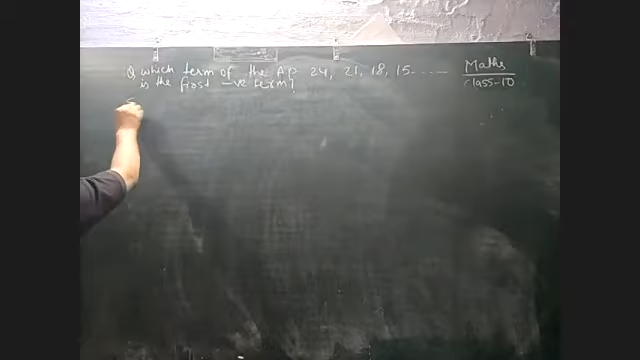 Q which term of the AP 24, 21, 18, 15......
is the first -ve term?
Maths
class-10